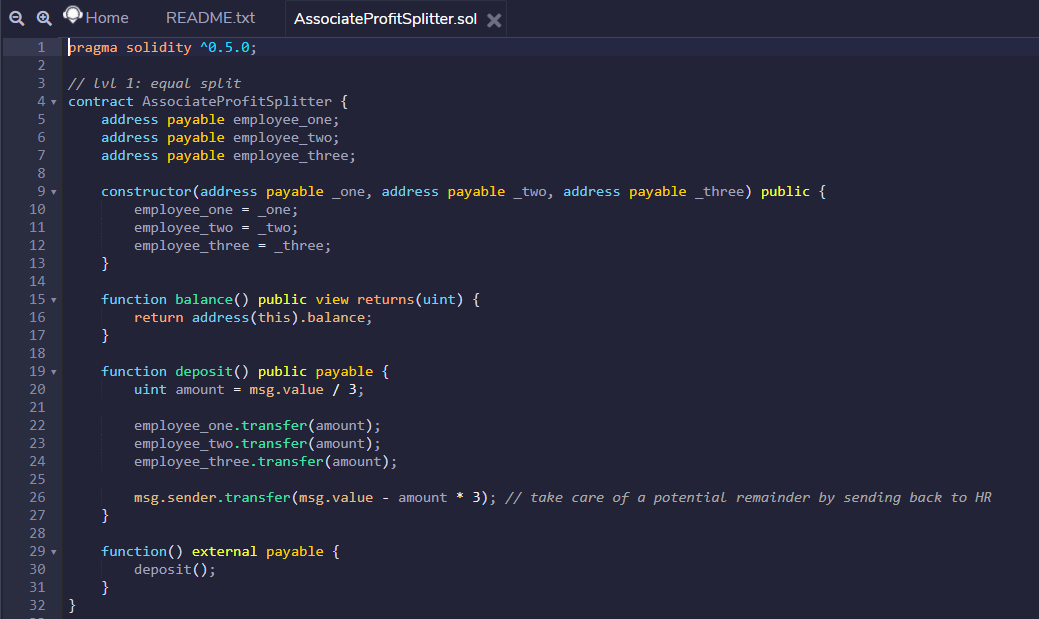 Home README.txt AssociateProfitSplitter.sol
1 pragma solidity ^0.5.0;
2
3 // lvl 1: equal split
4 contract AssociateProfitSplitter {
5     address payable employee_one;
6     address payable employee_two;
7     address payable employee_three;
8
9     constructor(address payable _one, address payable _two, address payable _three) public {
10         employee_one = _one;
11         employee_two = _two;
12         employee_three = _three;
13     }
14
15     function balance() public view returns(uint) {
16         return address(this).balance;
17     }
18
19     function deposit() public payable {
20         uint amount = msg.value / 3;
21
22         employee_one.transfer(amount);
23         employee_two.transfer(amount);
24         employee_three.transfer(amount);
25
26         msg.sender.transfer(msg.value - amount * 3); // take care of a potential remainder by sending back to HR
27     }
28
29     function() external payable {
30         deposit();
31     }
32 }